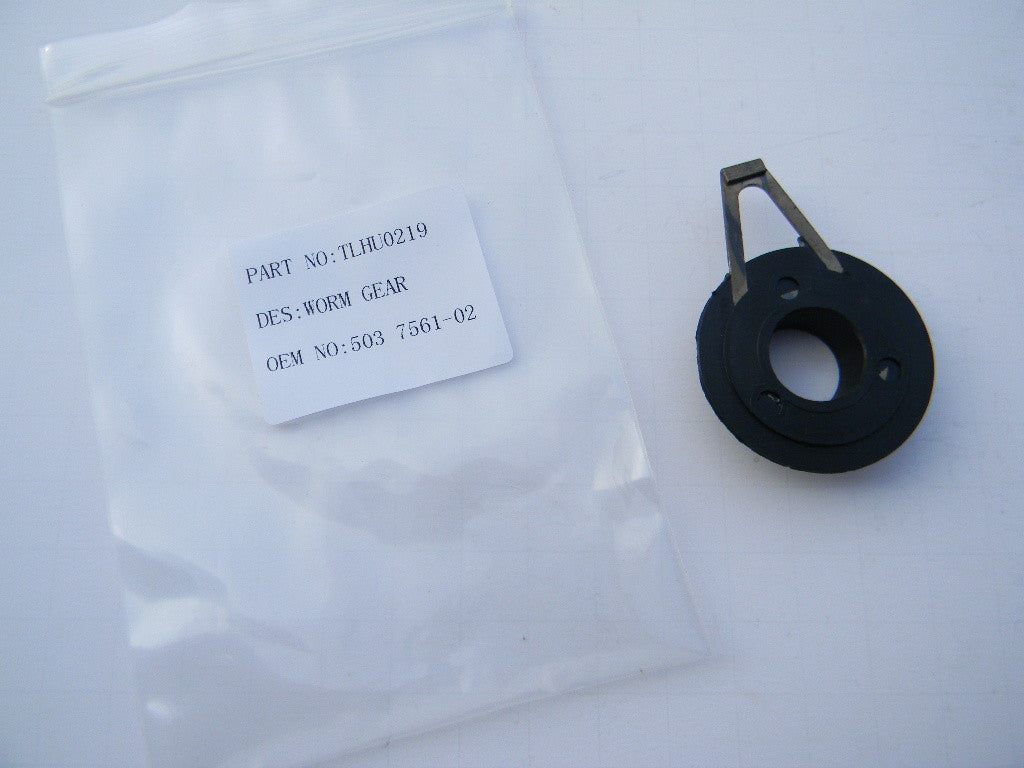 PART NO:TLHU0219
DES:WORM GEAR
OEM NO:503 7561-02